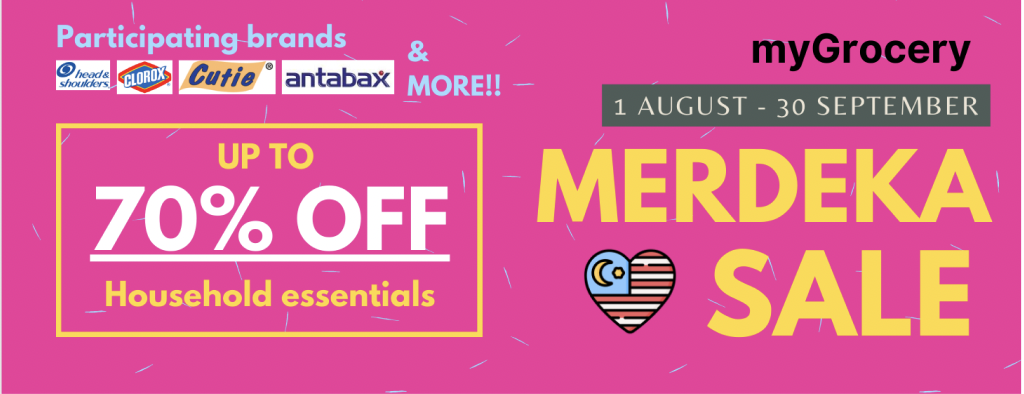 Participating brands
head &
shoulders
CLOROX
Cutie®
antabax
&
MORE!!
UP TO
70% OFF
Household essentials
myGrocery
1 AUGUST - 30 SEPTEMBER
MERDEKA
SALE